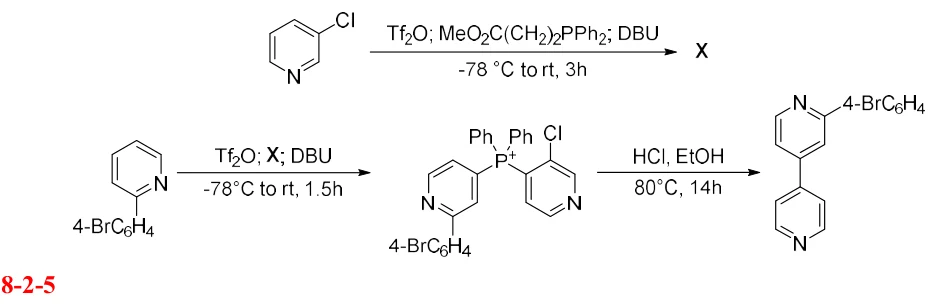 Cl
N
Tf₂O; MeO₂C(CH₂)₂PPh₂; DBU
-78 °C to rt, 3h
X
N
4-BrC₆H₄
Tf₂O; X; DBU
-78°C to rt, 1.5h
Ph Ph Cl
P⁺
N N
4-BrC₆H₄
HCl, EtOH
80°C, 14h
N 4-BrC₆H₄
N
8-2-5